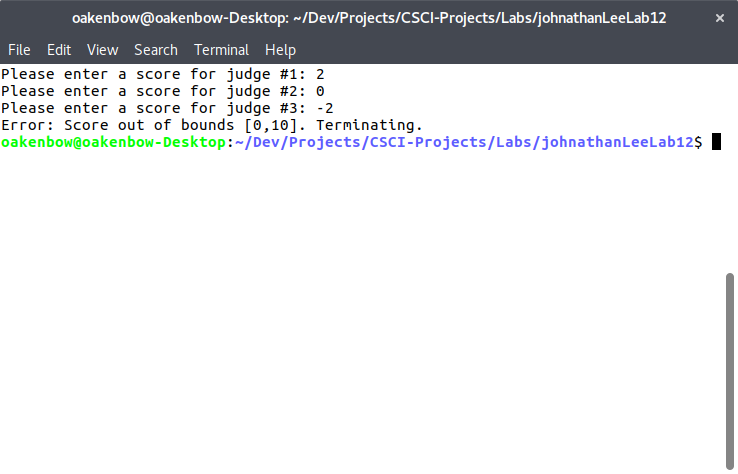 oakenbow@oakenbow-Desktop: ~/Dev/Projects/CSCI-Projects/Labs/johnathanLeeLab12 ×
File Edit View Search Terminal Help
Please enter a score for judge #1: 2
Please enter a score for judge #2: 0
Please enter a score for judge #3: -2
Error: Score out of bounds [0,10]. Terminating.
oakenbow@oakenbow-Desktop:~/Dev/Projects/CSCI-Projects/Labs/johnathanLeeLab12$